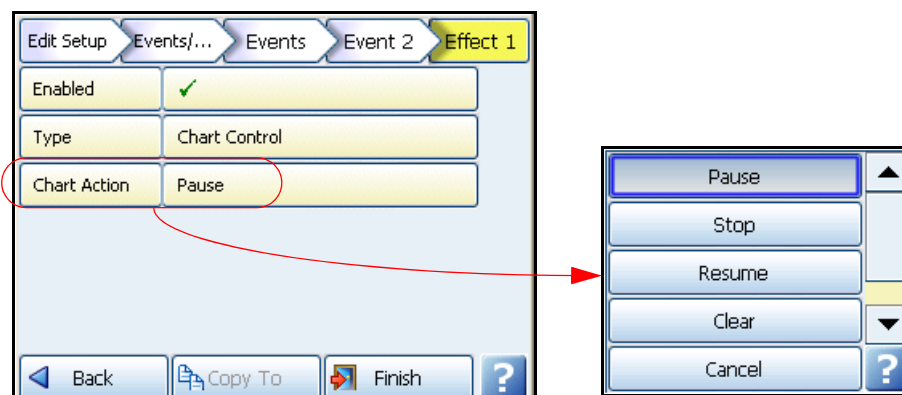 Edit Setup Events/... Events Event 2 Effect 1
Enabled
Type Chart Control
Chart Action Pause
Back Copy To Finish ?
Pause
Stop
Resume
Clear
Cancel ?